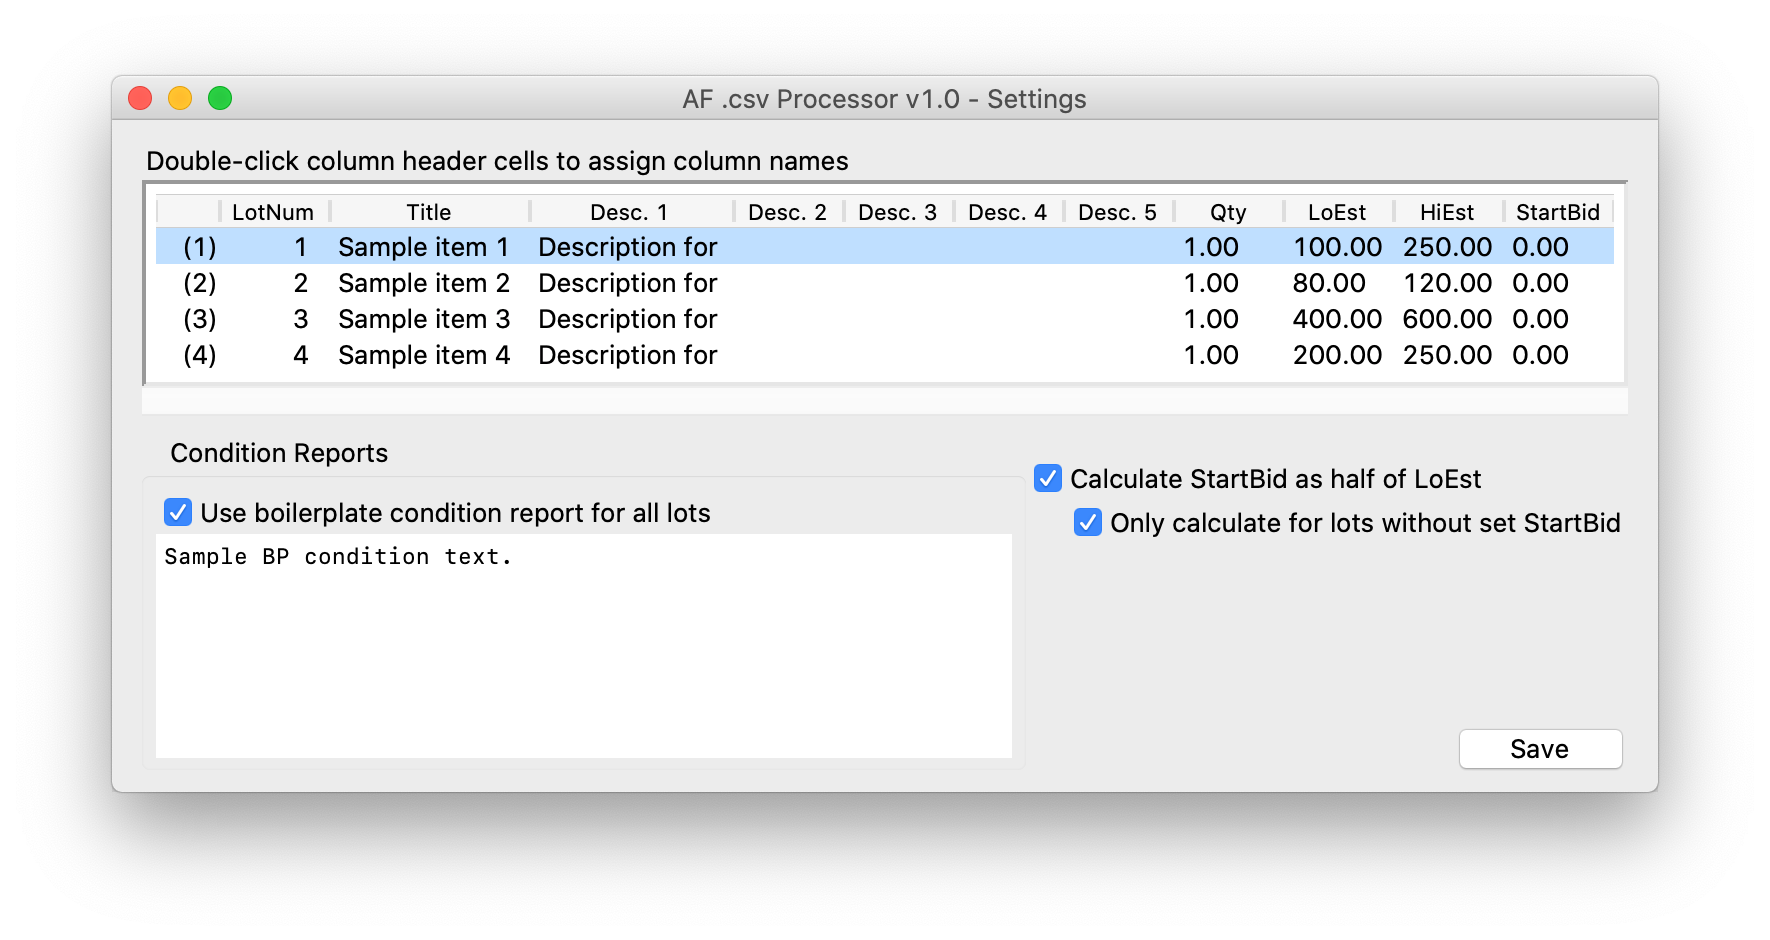 AF .csv Processor v1.0 - Settings
Double-click column header cells to assign column names
LotNum Title Desc. 1 Desc. 2 Desc. 3 Desc. 4 Desc. 5 Qty LoEst HiEst StartBid
(1) 1 Sample item 1 Description for 1.00 100.00 250.00 0.00
(2) 2 Sample item 2 Description for 1.00 80.00 120.00 0.00
(3) 3 Sample item 3 Description for 1.00 400.00 600.00 0.00
(4) 4 Sample item 4 Description for 1.00 200.00 250.00 0.00
Condition Reports
Use boilerplate condition report for all lots
Sample BP condition text.
Calculate StartBid as half of LoEst
Only calculate for lots without set StartBid
Save